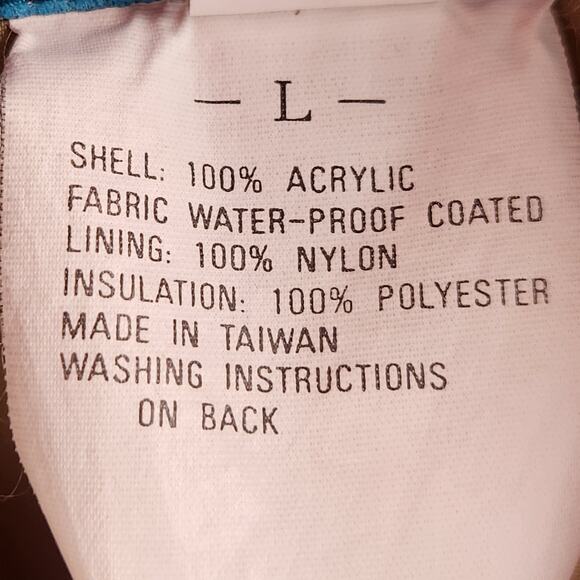 — L —
SHELL: 100% ACRYLIC
FABRIC WATER-PROOF COATED
LINING: 100% NYLON
INSULATION: 100% POLYESTER
MADE IN TAIWAN
WASHING INSTRUCTIONS
ON BACK